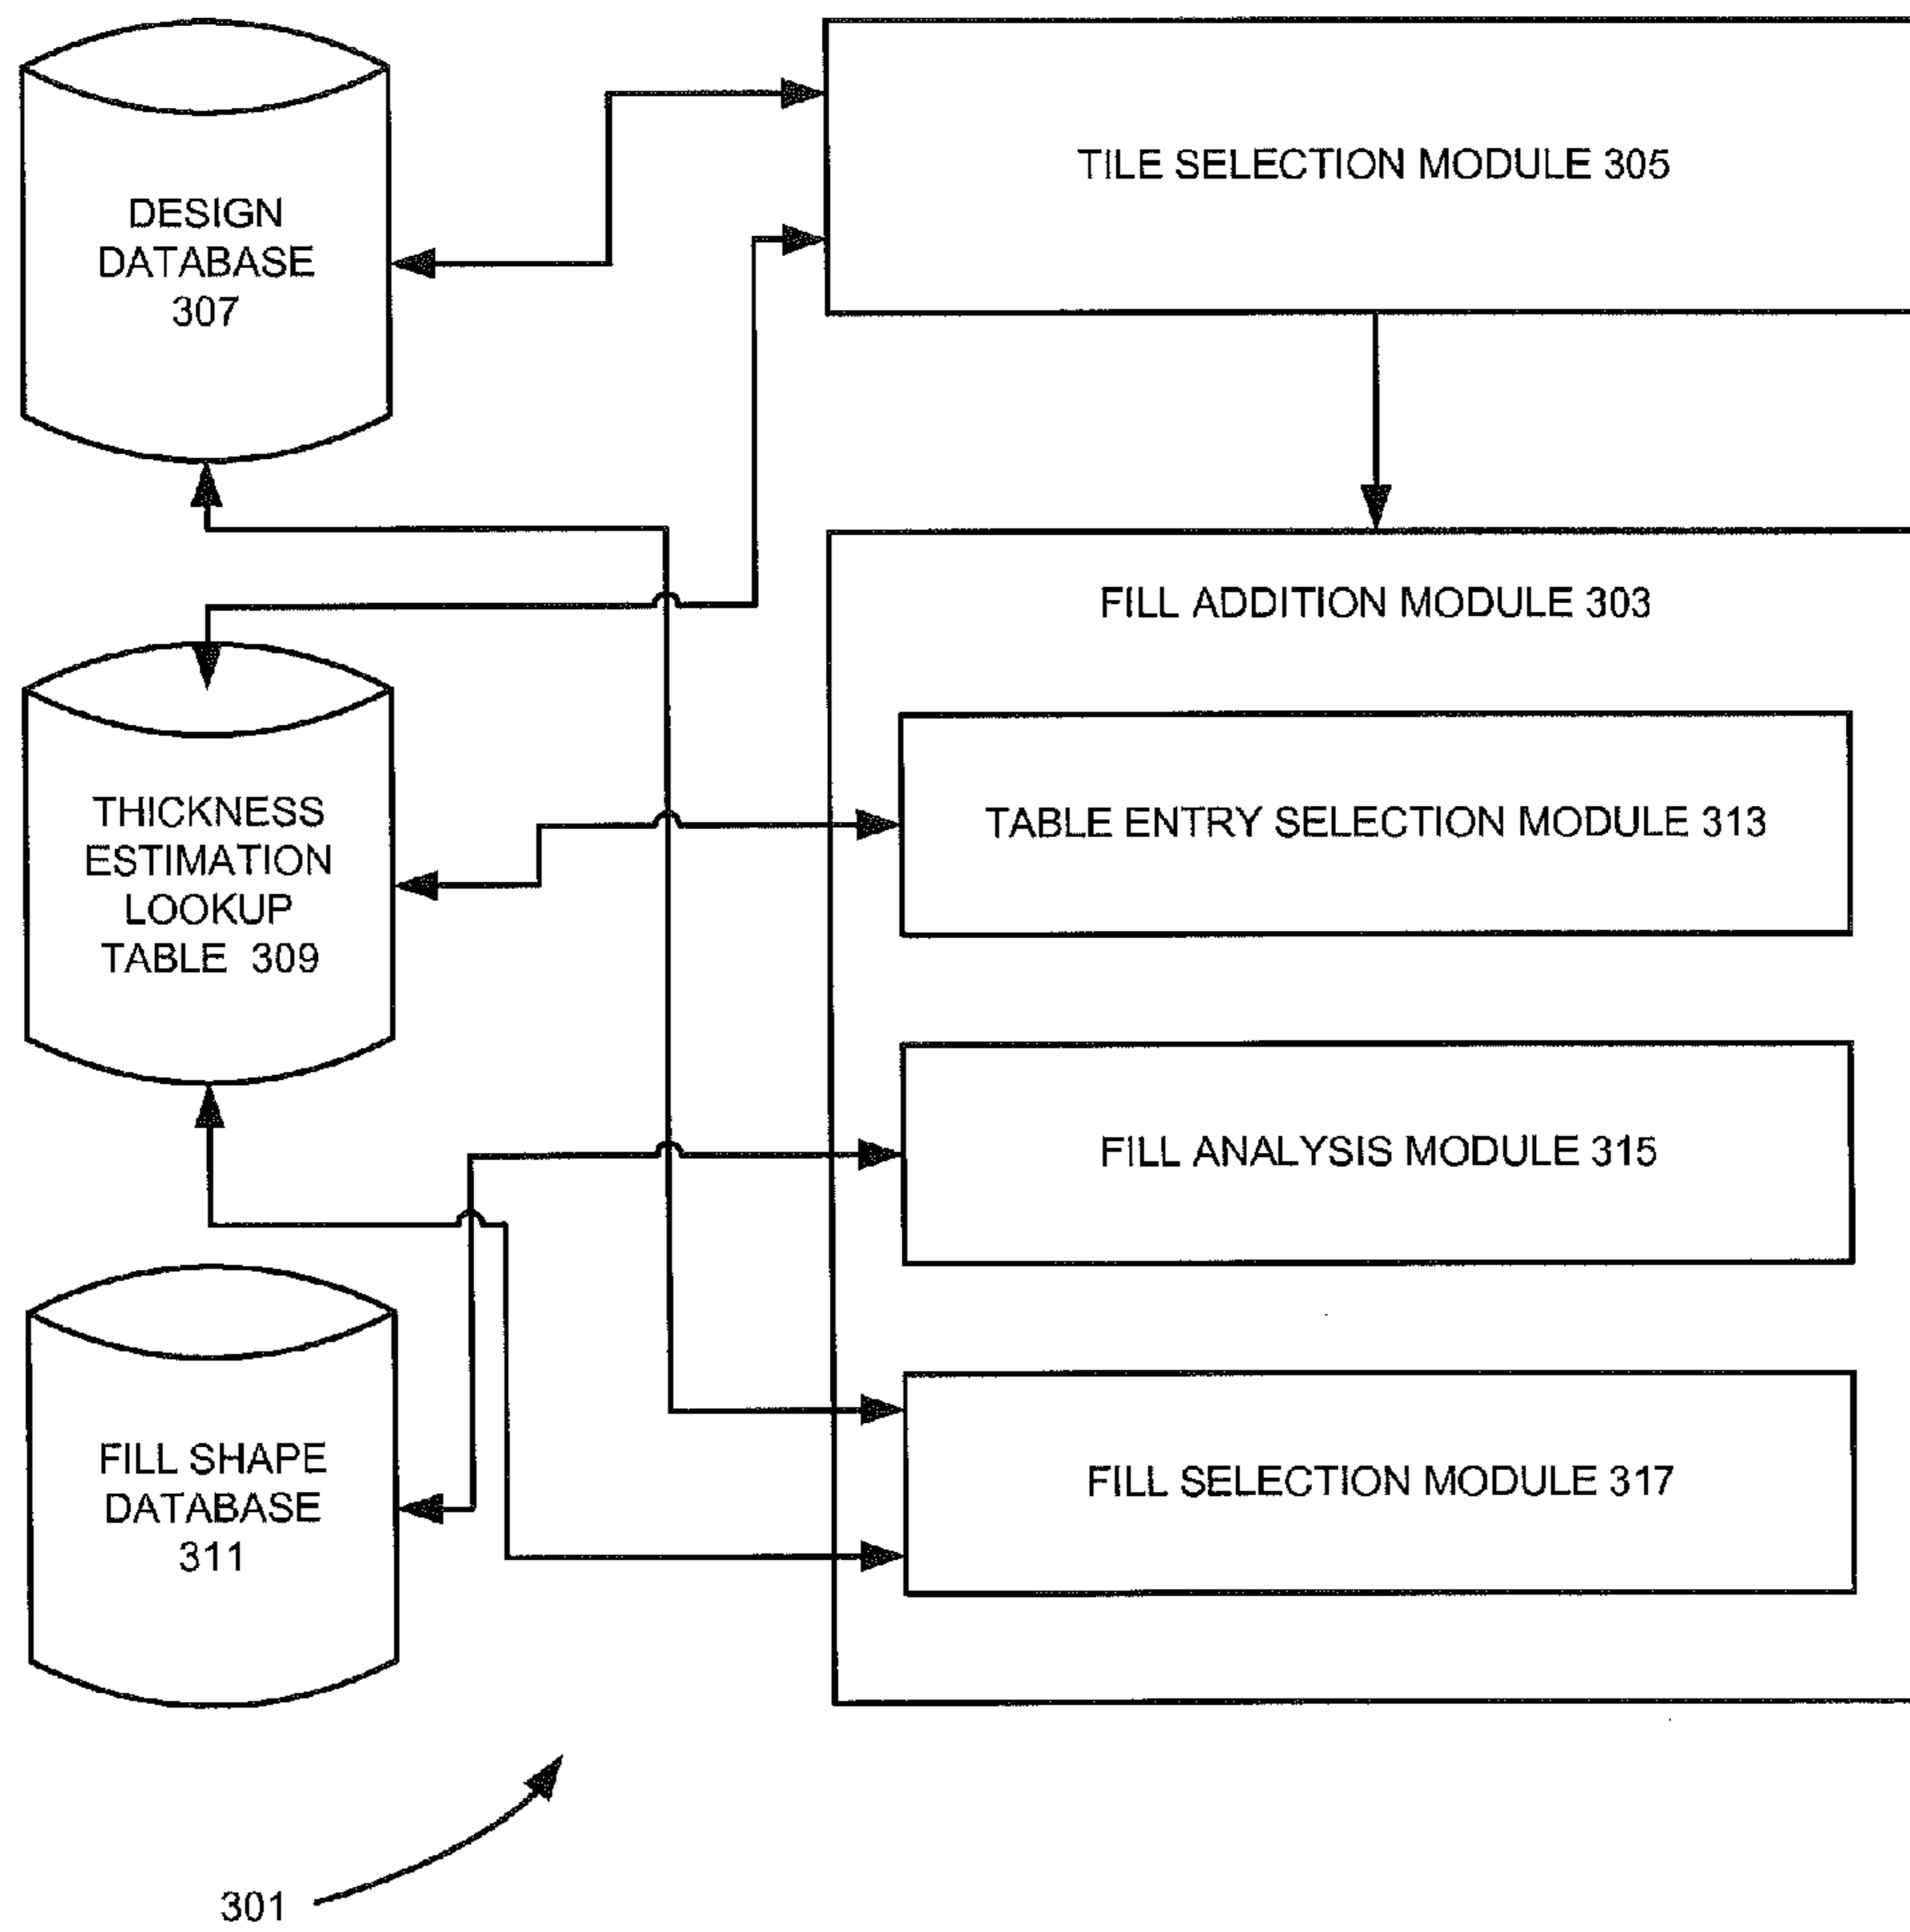 DESIGN
DATABASE
307
TILE SELECTION MODULE 305
FILL ADDITION MODULE 303
THICKNESS
ESTIMATION
LOOKUP
TABLE 309
TABLE ENTRY SELECTION MODULE 313
FILL ANALYSIS MODULE 315
FILL SHAPE
DATABASE
311
FILL SELECTION MODULE 317
301